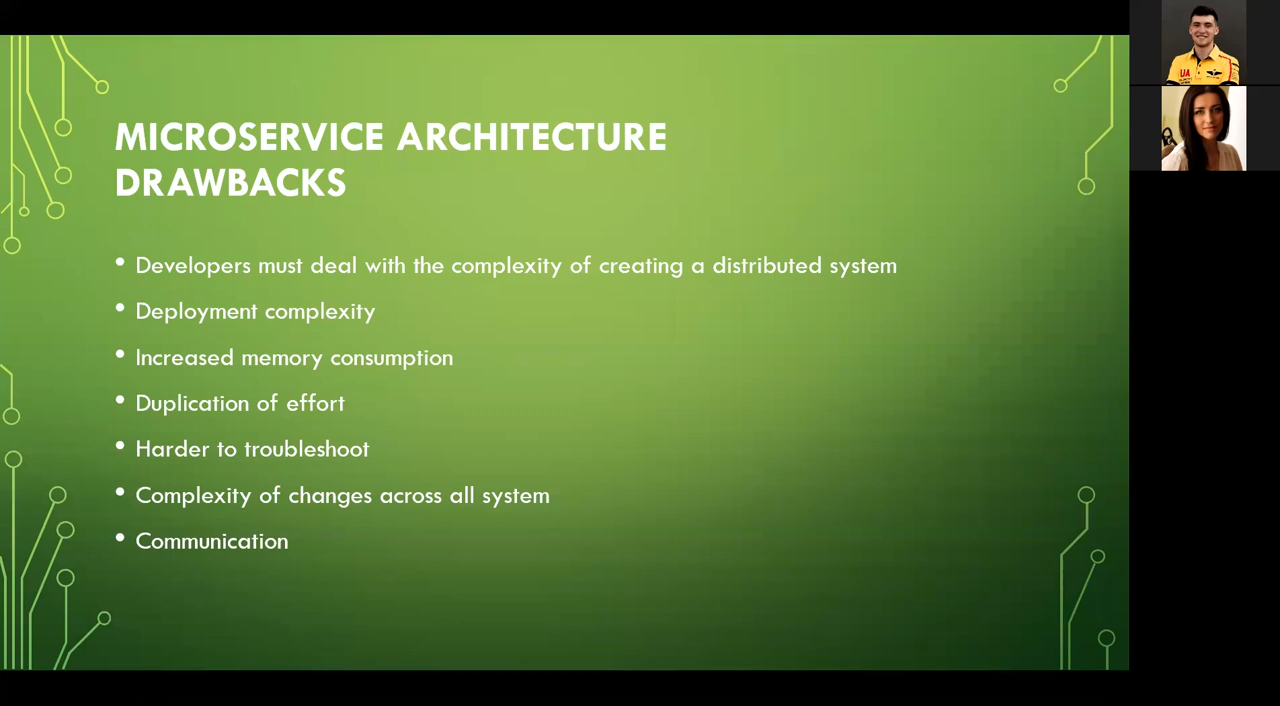 MICROSERVICE ARCHITECTURE
DRAWBACKS
• Developers must deal with the complexity of creating a distributed system
• Deployment complexity
• Increased memory consumption
• Duplication of effort
• Harder to troubleshoot
• Complexity of changes across all system
• Communication
UA